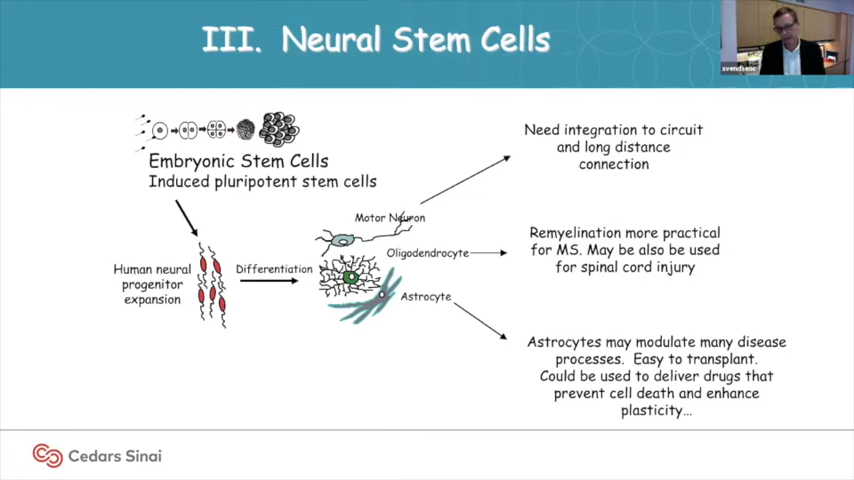 III. Neural Stem Cells
Embryonic Stem Cells
Induced pluripotent stem cells
Human neural
progenitor
expansion
Differentiation
Motor Neuron
Oligodendrocyte
Astrocyte
Need integration to circuit
and long distance
connection
Remyelination more practical
for MS. May be also be used
for spinal cord injury
Astrocytes may modulate many disease
processes. Easy to transplant.
Could be used to deliver drugs that
prevent cell death and enhance
plasticity…
Cedars Sinai